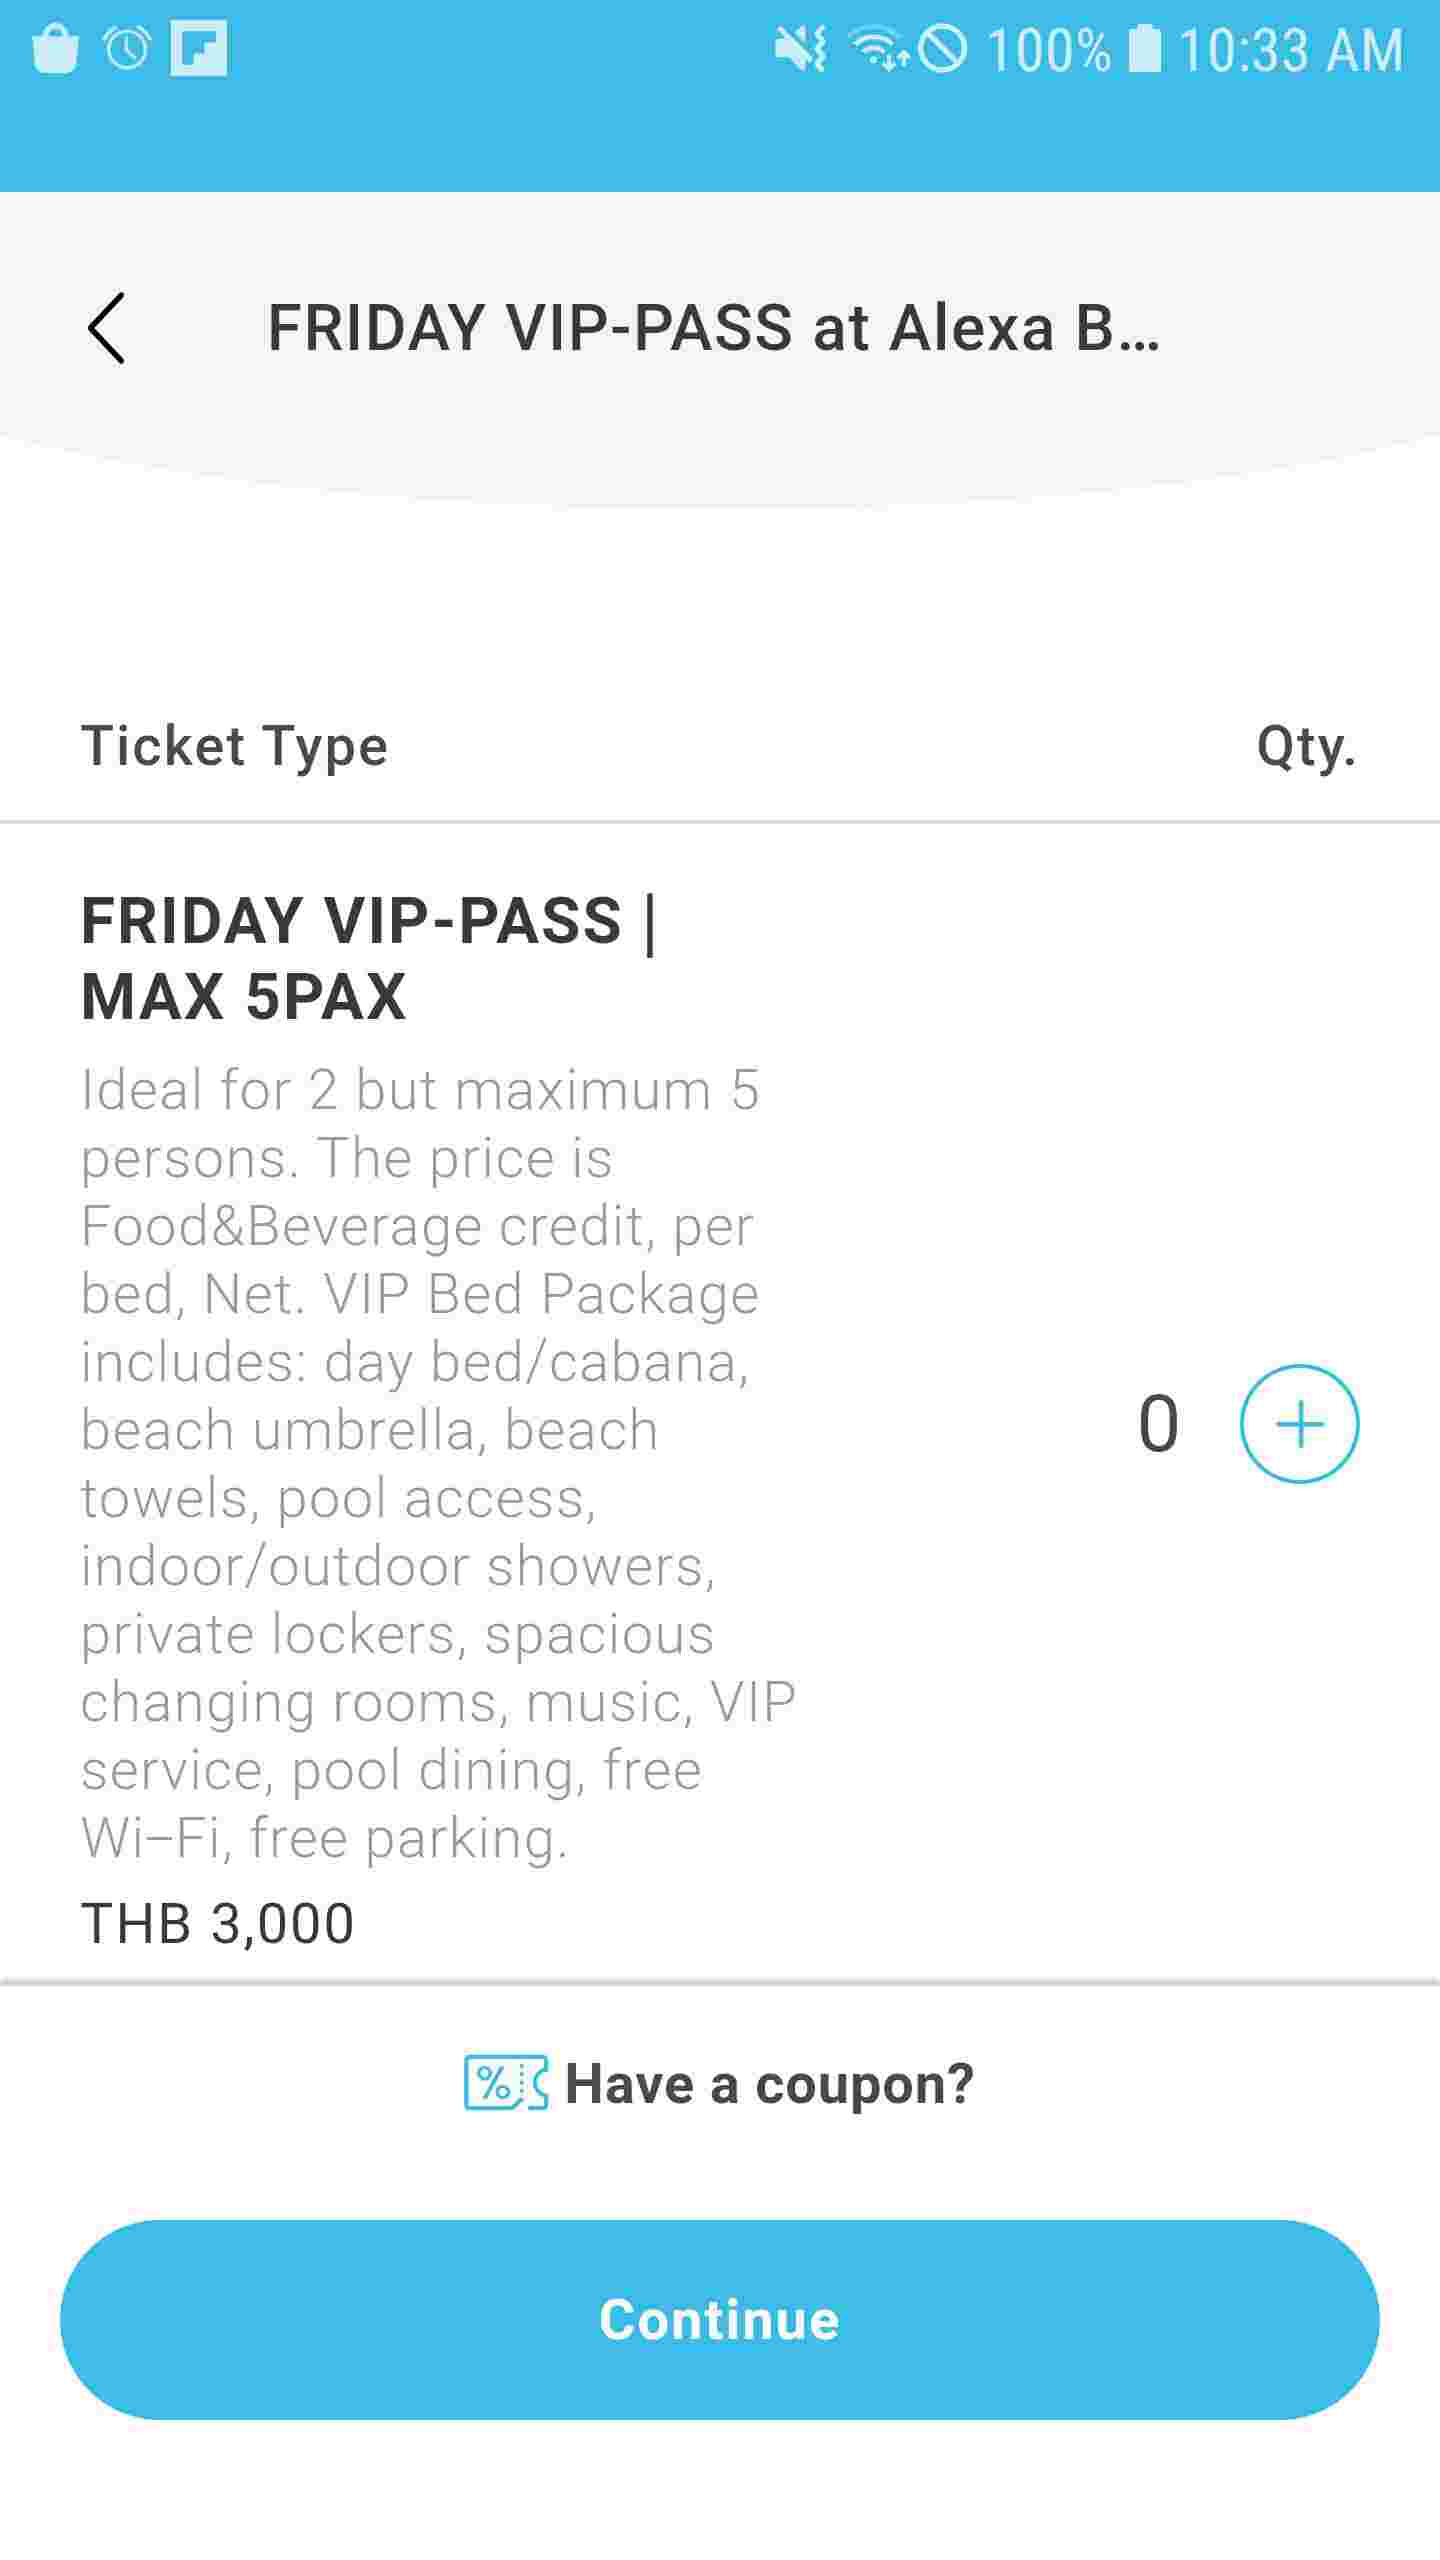 100% 10:33 AM
FRIDAY VIP-PASS at Alexa B...
Ticket Type Qty.
FRIDAY VIP-PASS |
MAX 5PAX
Ideal for 2 but maximum 5
persons. The price is
Food&Beverage credit, per
bed, Net. VIP Bed Package
includes: day bed/cabana,
beach umbrella, beach
towels, pool access,
indoor/outdoor showers,
private lockers, spacious
changing rooms, music, VIP
service, pool dining, free
Wi–Fi, free parking.
0
THB 3,000
Have a coupon?
Continue